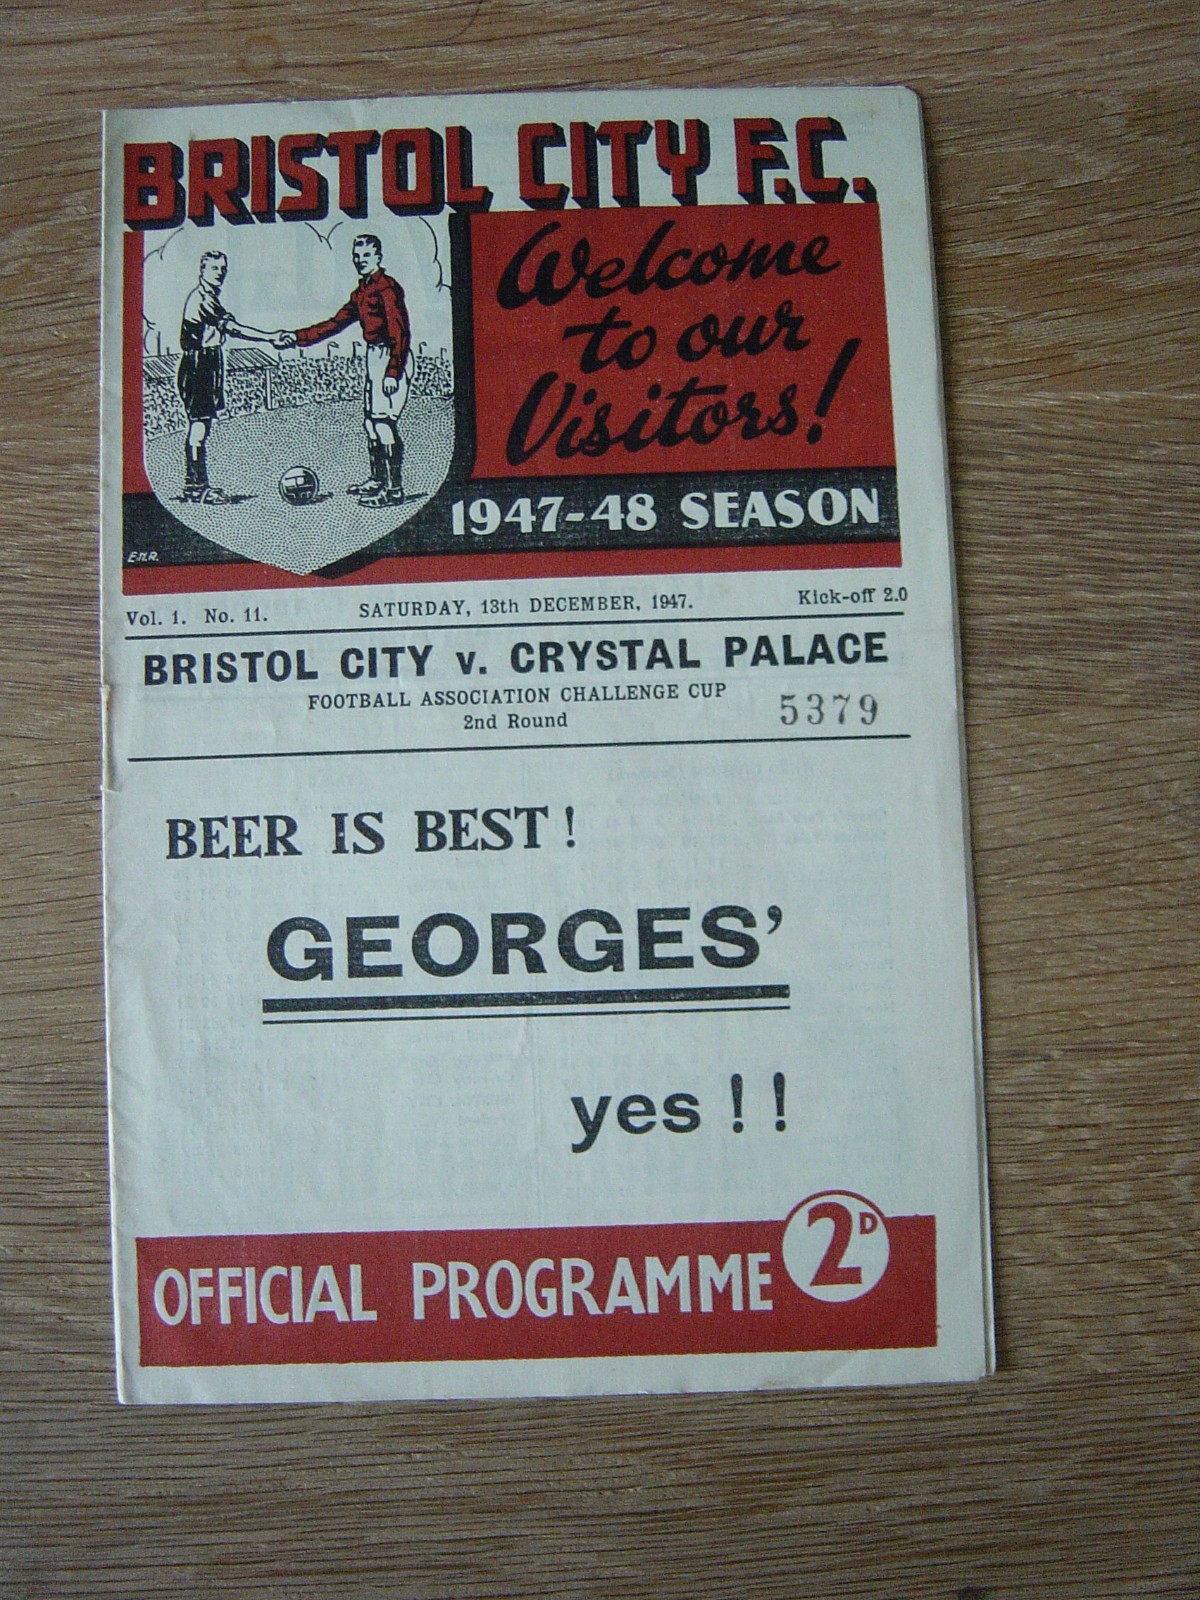 BRISTOL CITY F.C.
Welcome
to our
Visitors!
1947-48 SEASON
E.M.R.
Vol. 1. No. 11. SATURDAY, 13th DECEMBER, 1947. Kick-off 2.0
BRISTOL CITY v. CRYSTAL PALACE
FOOTBALL ASSOCIATION CHALLENGE CUP
2nd Round 5379
BEER IS BEST!
GEORGES'
yes!!
OFFICIAL PROGRAMME 2D